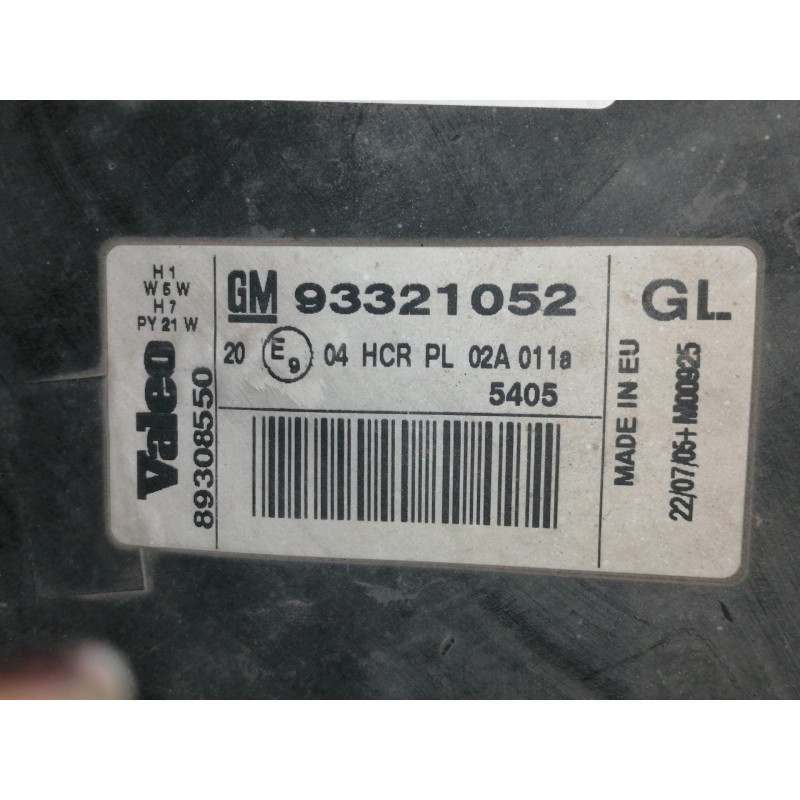 H1
W5W
H7
PY 21 W
Valeo
89308550
GM 93321052
20 E9 04 HCR PL 02A 011a
5405
GL
MADE IN EU
22/07/05+M00925